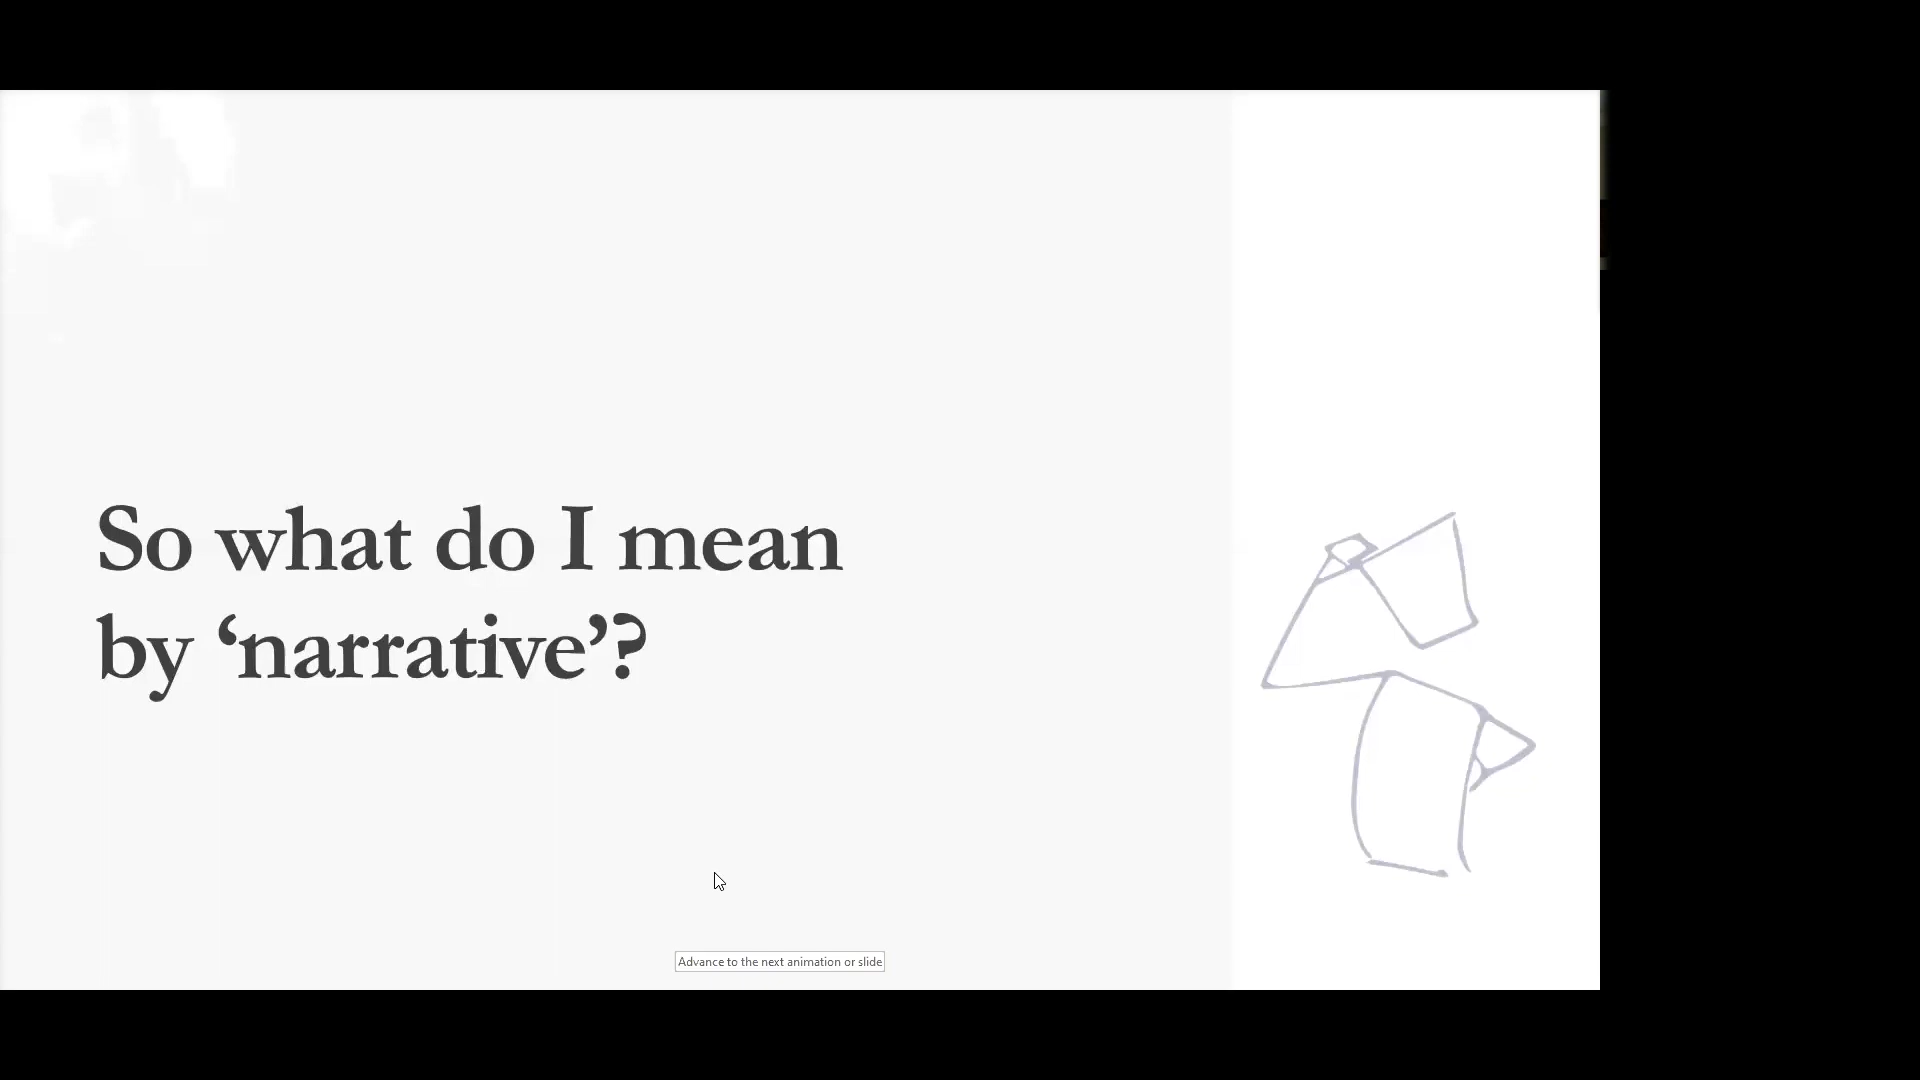 So what do I mean
by ‘narrative’?
Advance to the next animation or slide